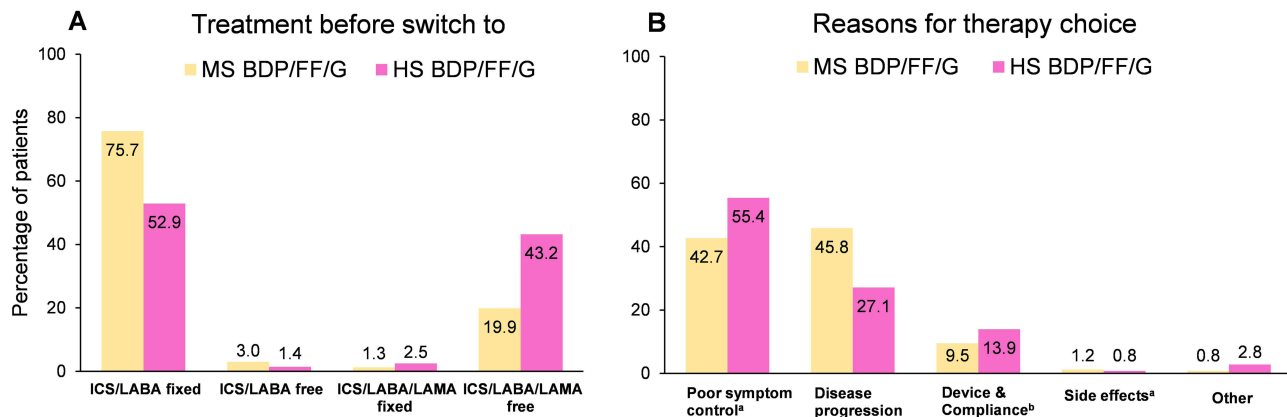 A
Treatment before switch to
MS BDP/FF/G
HS BDP/FF/G
Percentage of patients
100
80
60
40
20
0
75.7
52.9
3.0
1.4
1.3
2.5
19.9
43.2
ICS/LABA fixed
ICS/LABA free
ICS/LABA/LAMA
fixed
ICS/LABA/LAMA
free
B
Reasons for therapy choice
MS BDP/FF/G
HS BDP/FF/G
100
80
60
40
20
0
42.7
55.4
45.8
27.1
9.5
13.9
1.2
0.8
0.8
2.8
Poor symptom
controlᵃ
Disease
progression
Device &
Complianceᵇ
Side effectsᵃ
Other